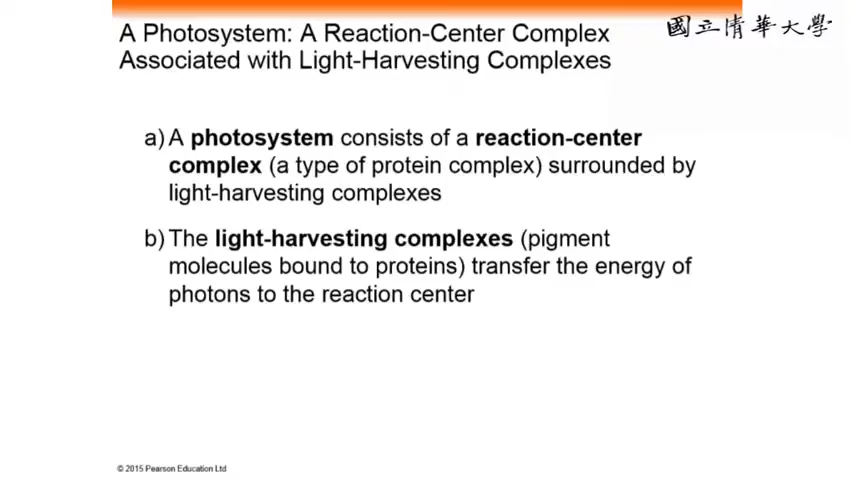 A Photosystem: A Reaction-Center Complex
Associated with Light-Harvesting Complexes
國立清華大學
a) A photosystem consists of a reaction-center
complex (a type of protein complex) surrounded by
light-harvesting complexes
b) The light-harvesting complexes (pigment
molecules bound to proteins) transfer the energy of
photons to the reaction center
© 2015 Pearson Education Ltd